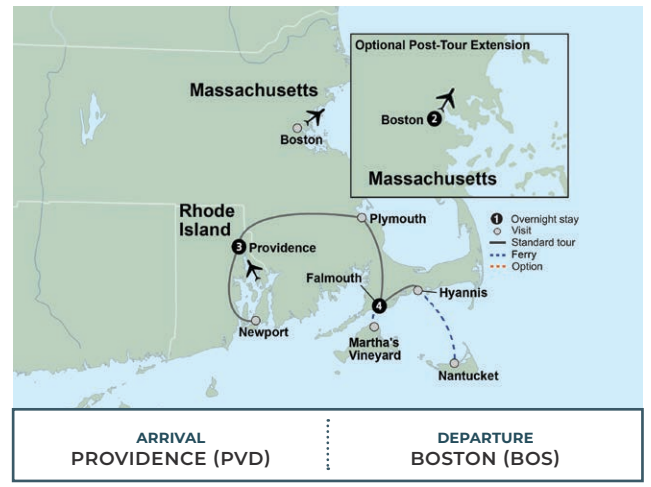 Optional Post-Tour Extension
Massachusetts
Boston
Boston 2
Massachusetts
Rhode
Island
3 Providence
Plymouth
1 Overnight stay
Visit
Standard tour
Ferry
Option
Falmouth
4
Hyannis
Newport
Martha's
Vineyard
Nantucket
ARRIVAL
PROVIDENCE (PVD)
DEPARTURE
BOSTON (BOS)